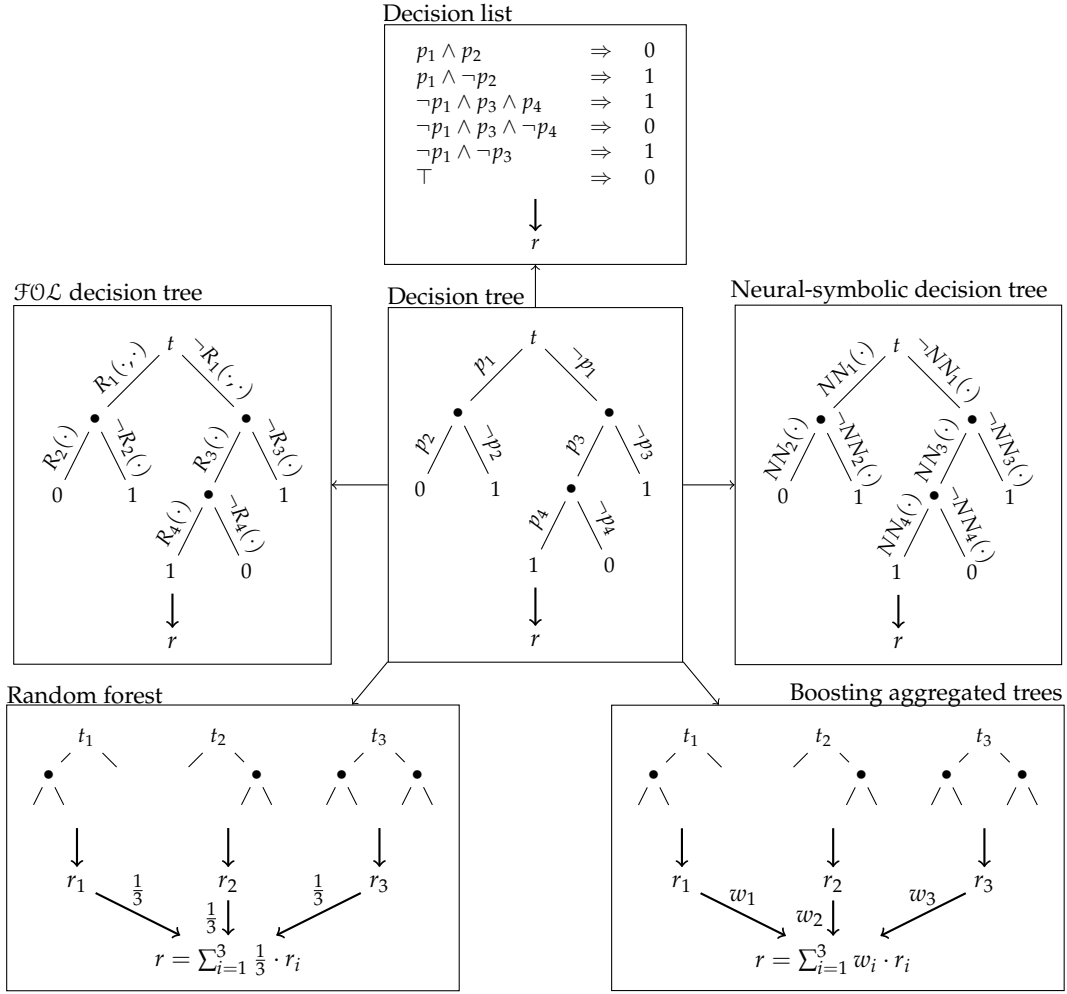 Decision list
p₁ ∧ p₂ ⇒ 0
p₁ ∧ ¬p₂ ⇒ 1
¬p₁ ∧ p₃ ∧ p₄ ⇒ 1
¬p₁ ∧ p₃ ∧ ¬p₄ ⇒ 0
¬p₁ ∧ ¬p₃ ⇒ 1
⊤ ⇒ 0
r
ℱ𝒪ℒ decision tree
t
R₁(·,·) ¬R₁(·,·)
R₂(·) ¬R₂(·) R₃(·) ¬R₃(·)
0 1 1
R₄(·) ¬R₄(·)
1 0
r
Decision tree
t
p₁ ¬p₁
p₂ ¬p₂ p₃ ¬p₃
0 1 1
p₄ ¬p₄
1 0
r
Neural-symbolic decision tree
t
NN₁(·) ¬NN₁(·)
NN₂(·) ¬NN₂(·) NN₃(·) ¬NN₃(·)
0 1 1
NN₄(·) ¬NN₄(·)
1 0
r
Random forest
t₁ t₂ t₃
r₁ r₂ r₃
1/3 1/3 1/3
r = ∑³ᵢ₌₁ 1/3 · rᵢ
Boosting aggregated trees
t₁ t₂ t₃
r₁ r₂ r₃
w₁ w₂ w₃
r = ∑³ᵢ₌₁ wᵢ · rᵢ